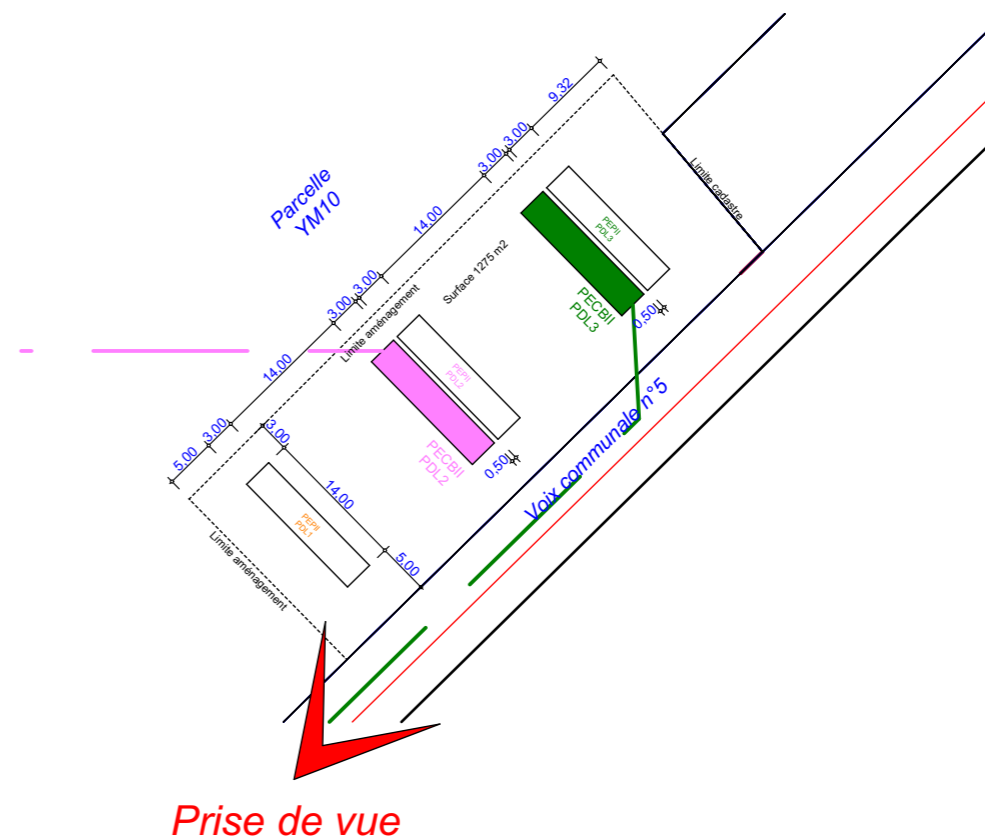 9,32
3.00
3.00
14.00
3.00
3.00
14.00
3.00
5.00
Parcelle
YM10
Limite cadastre
Surface 1275 m2
Limite aménagement
PEPII
PDL3
PECBII
PDL3
0,50
PEPII
PDL2
PECBII
PDL2
0,50
Voix communale n°5
3.00
14,00
5,00
PEPII
PDL1
Limite aménagement
Prise de vue